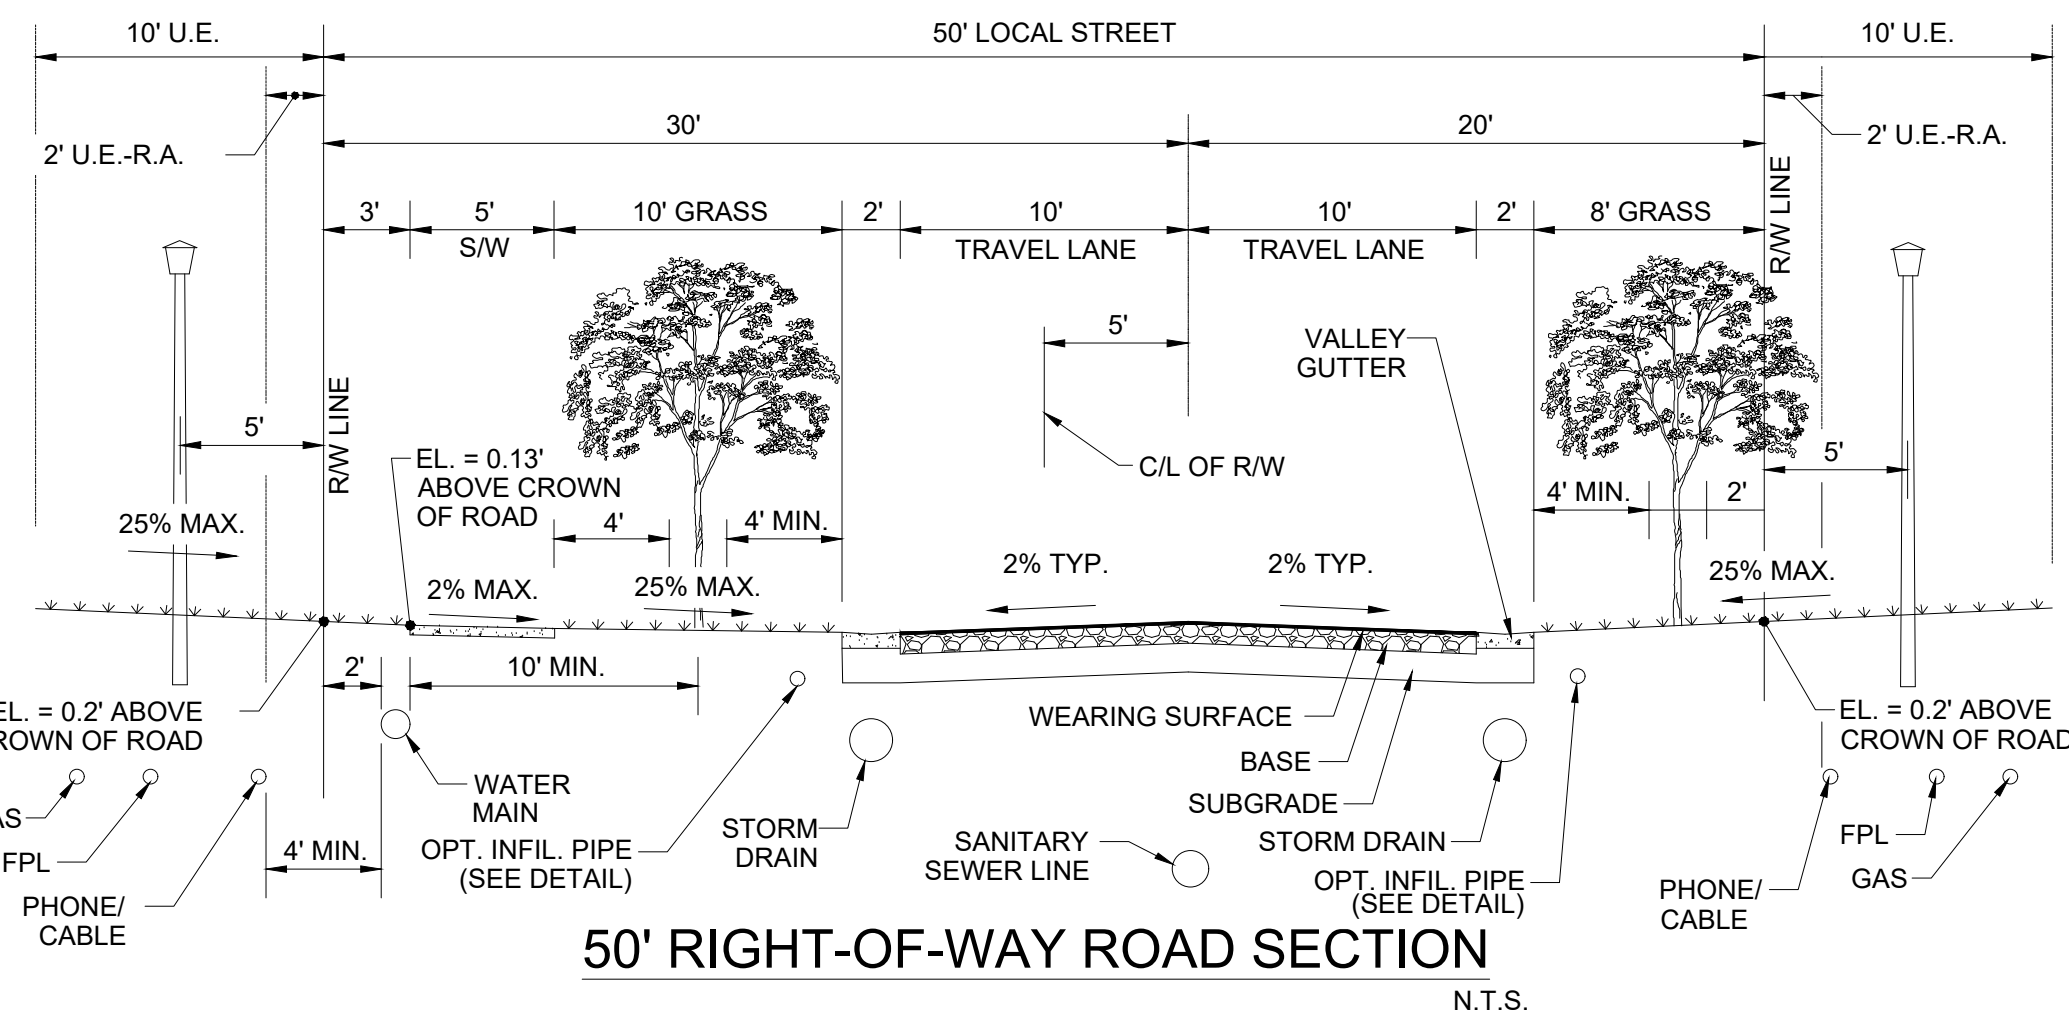 10' U.E.
50' LOCAL STREET
10' U.E.
2' U.E.-R.A.
30'
20'
2' U.E.-R.A.
3'
5'
S/W
10' GRASS
2'
10'
TRAVEL LANE
10'
TRAVEL LANE
2'
8' GRASS
R/W LINE
5'
VALLEY
GUTTER
R/W LINE
5'
EL. = 0.13'
ABOVE CROWN
OF ROAD
C/L OF R/W
5'
4' MIN.
2'
25% MAX.
4'
4' MIN.
2% MAX.
25% MAX.
2% TYP.
2% TYP.
25% MAX.
2'
10' MIN.
EL. = 0.2' ABOVE
ROWN OF ROAD
WEARING SURFACE
EL. = 0.2' ABOVE
CROWN OF ROAD
BASE
WATER
MAIN
SUBGRADE
AS
FPL
4' MIN.
OPT. INFIL. PIPE
(SEE DETAIL)
STORM
DRAIN
SANITARY
SEWER LINE
STORM DRAIN
OPT. INFIL. PIPE
(SEE DETAIL)
FPL
GAS
PHONE/
CABLE
PHONE/
CABLE
50' RIGHT-OF-WAY ROAD SECTION
N.T.S.